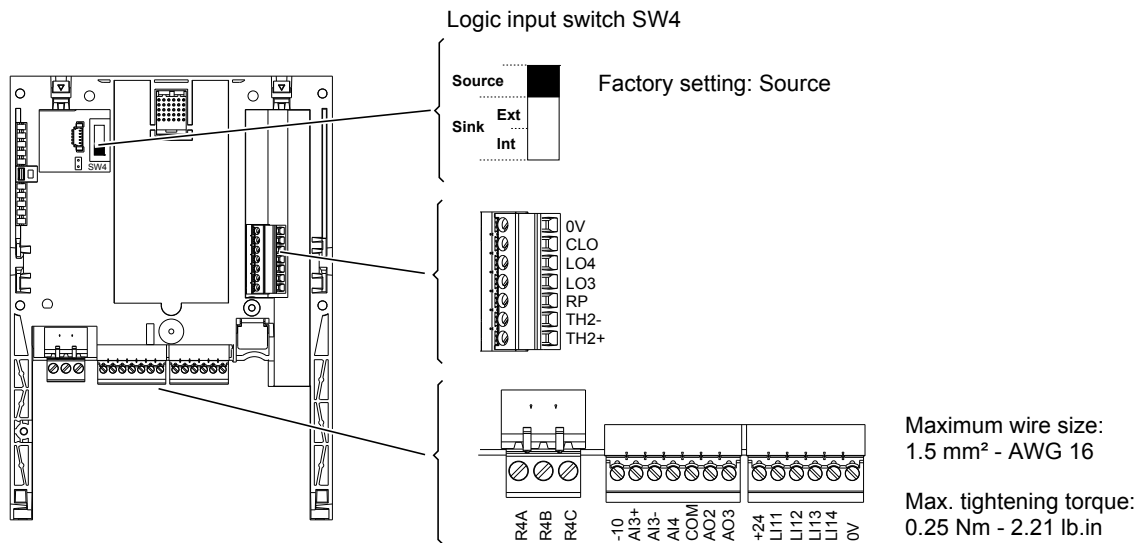 Logic input switch SW4
Source
Factory setting: Source
Sink
Ext
Int
SW4
0V
CLO
LO4
LO3
RP
TH2-
TH2+
R4A
R4B
R4C
-10
AI3+
AI3-
AI4
COM
AO2
AO3
+24
LI11
LI12
LI13
LI14
0V
Maximum wire size:
1.5 mm² - AWG 16
Max. tightening torque:
0.25 Nm - 2.21 lb.in